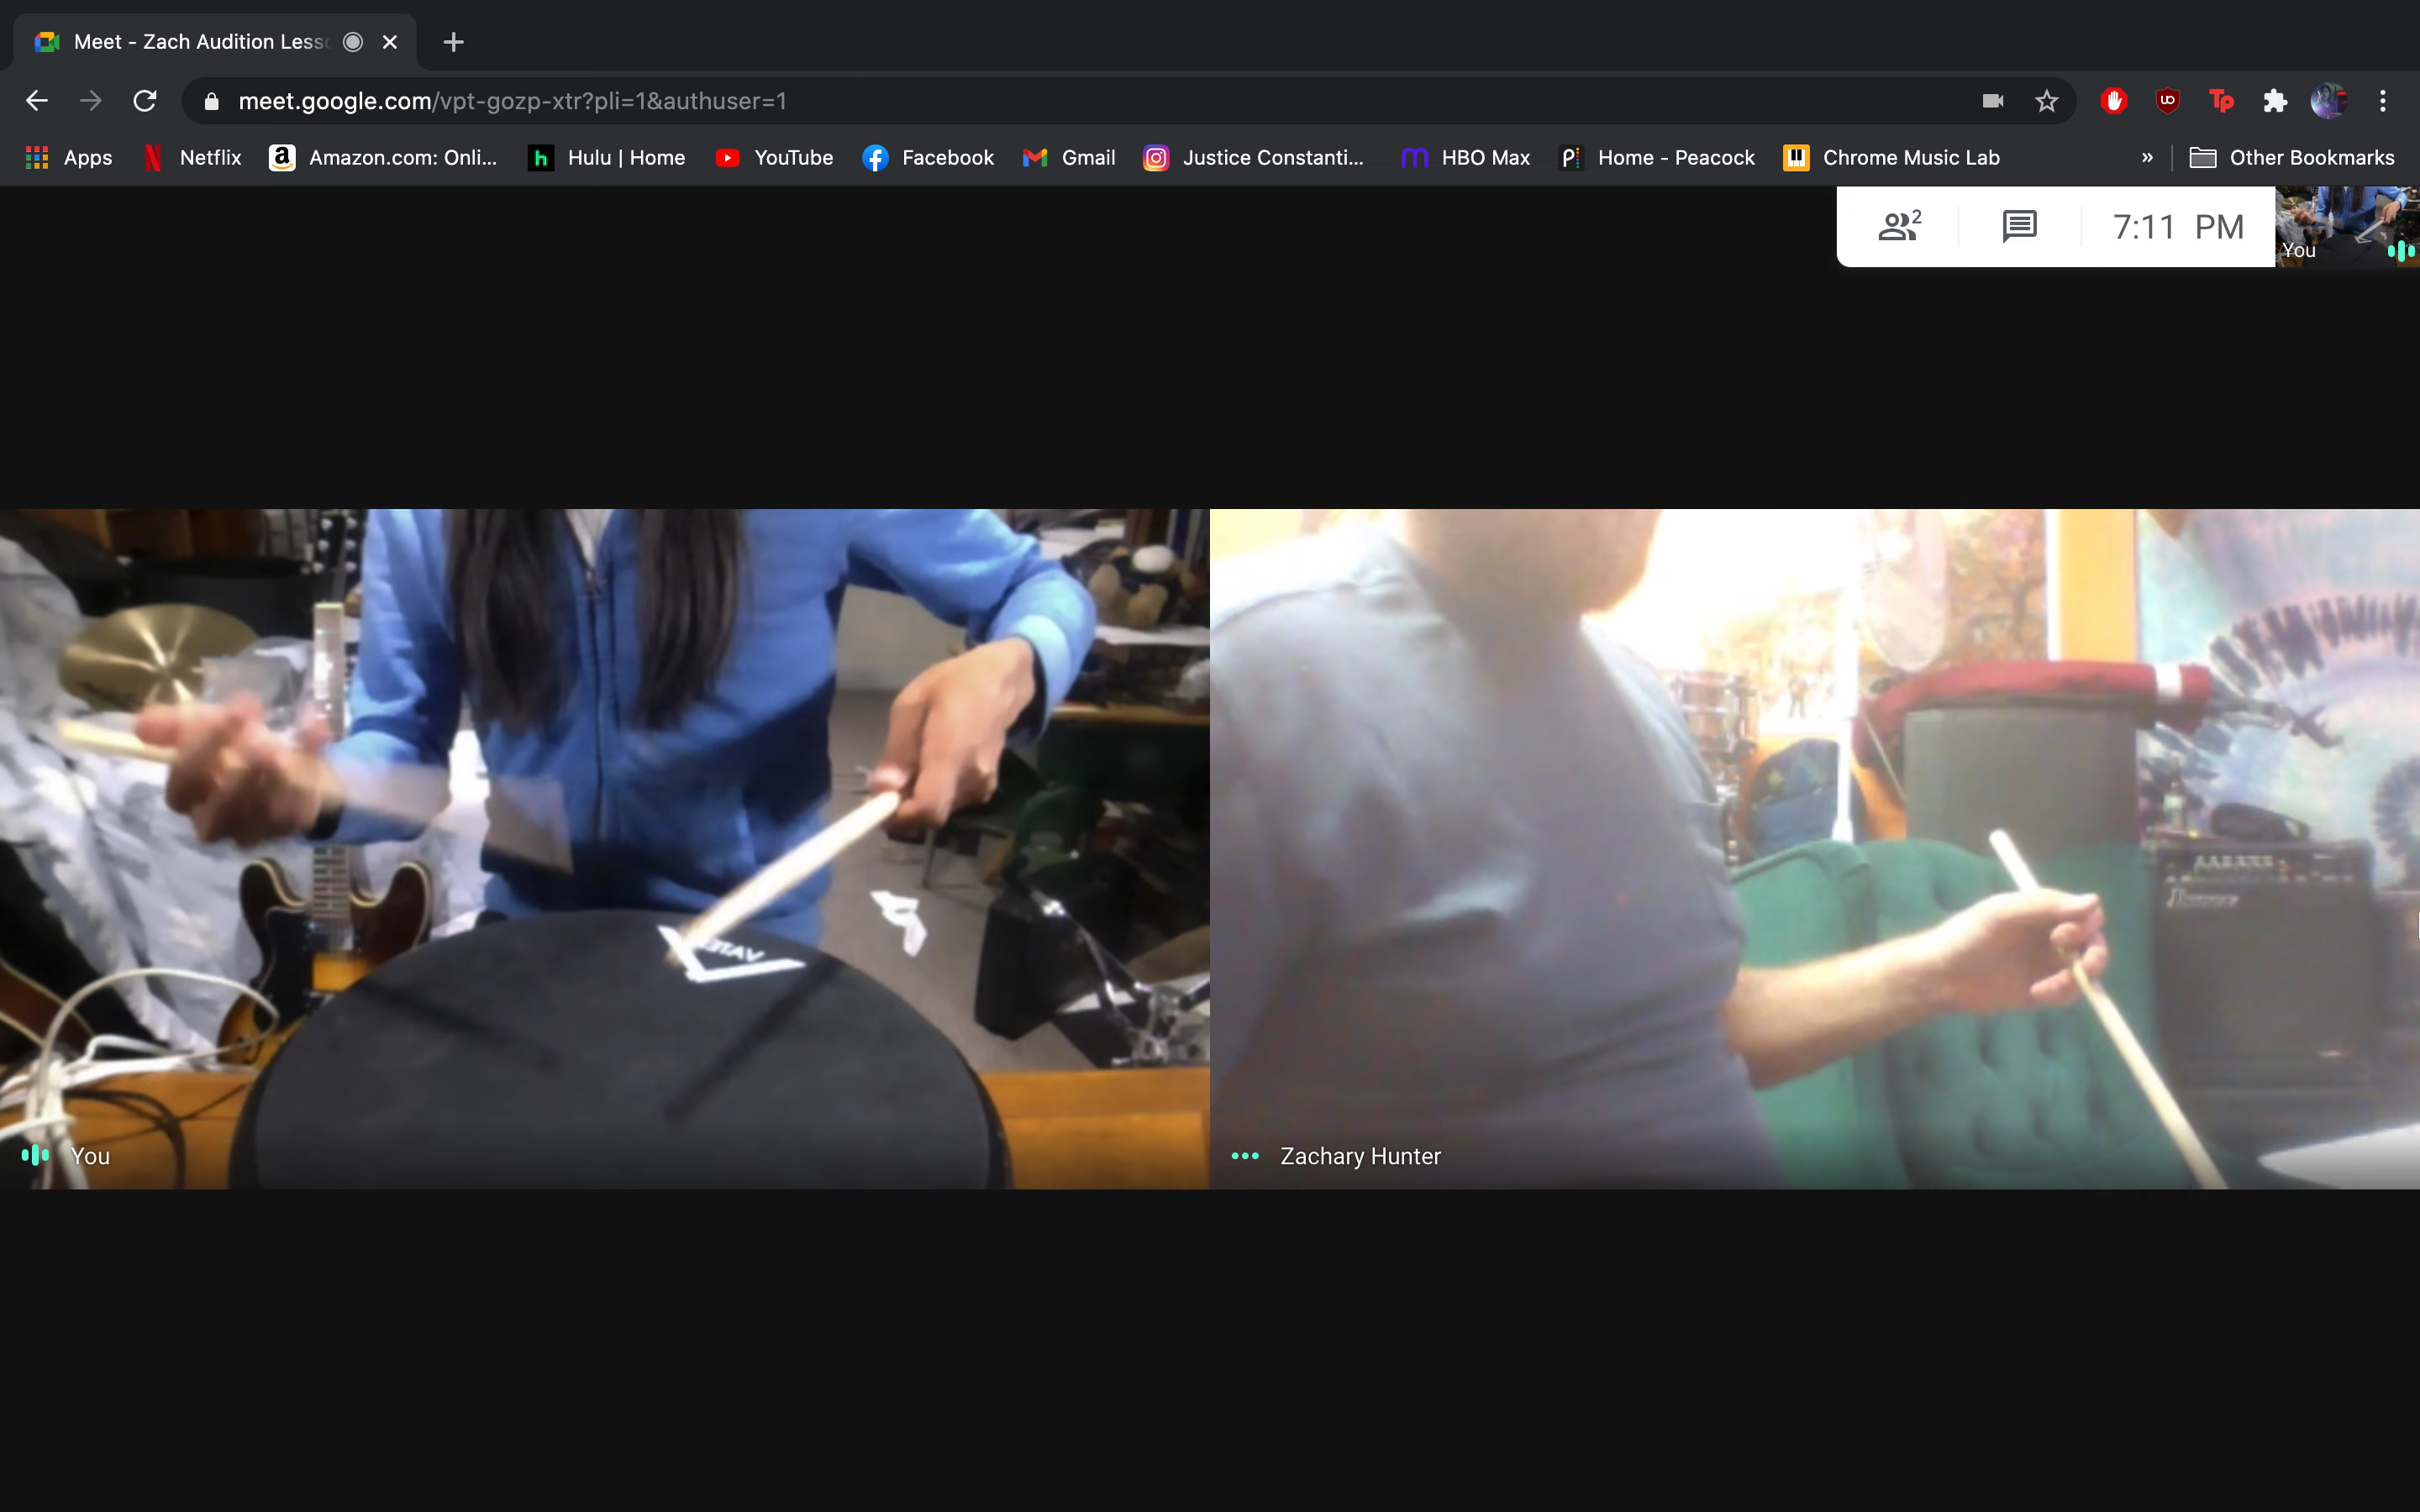 Meet - Zach Audition Less
meet.google.com/vpt-gozp-xtr?pli=1&authuser=1
Apps Netflix Amazon.com: Onli... Hulu | Home YouTube Facebook Gmail Justice Constanti... HBO Max Home - Peacock Chrome Music Lab » Other Bookmarks
2 7:11 PM
You
VATER
Ibanez
You
Zachary Hunter